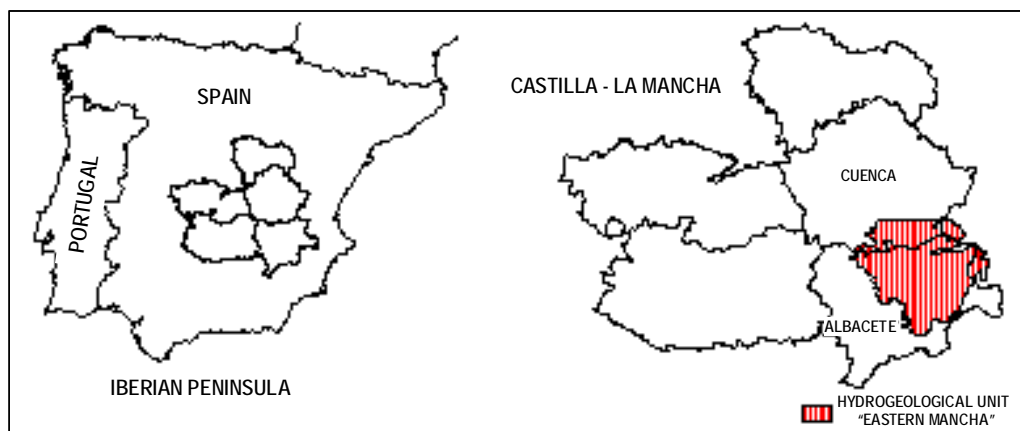 SPAIN
PORTUGAL
IBERIAN PENINSULA
CASTILLA - LA MANCHA
CUENCA
ALBACETE
HYDROGEOLOGICAL UNIT
"EASTERN MANCHA"